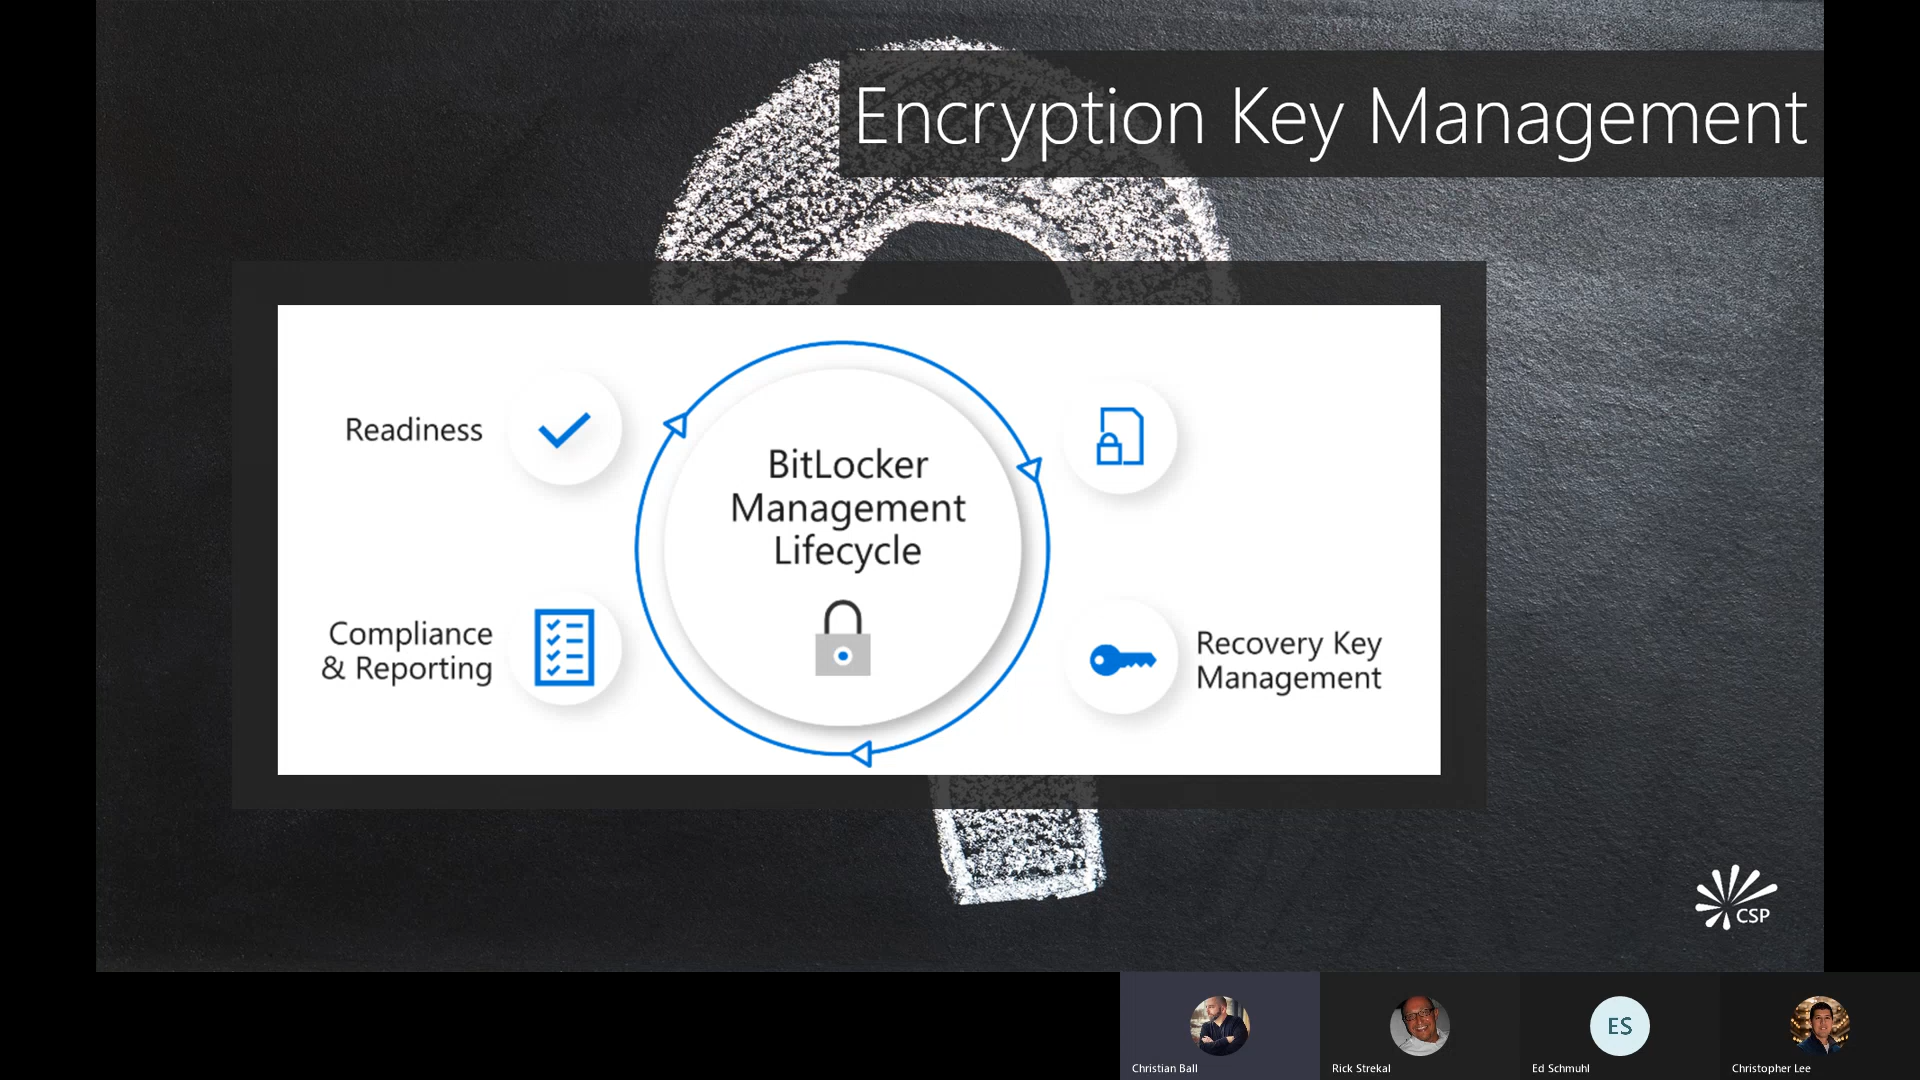 Encryption Key Management
Readiness
BitLocker
Management
Lifecycle
Compliance
& Reporting
Recovery Key
Management
CSP
ES
Christian Ball
Rick Strekal
Ed Schmuhl
Christopher Lee